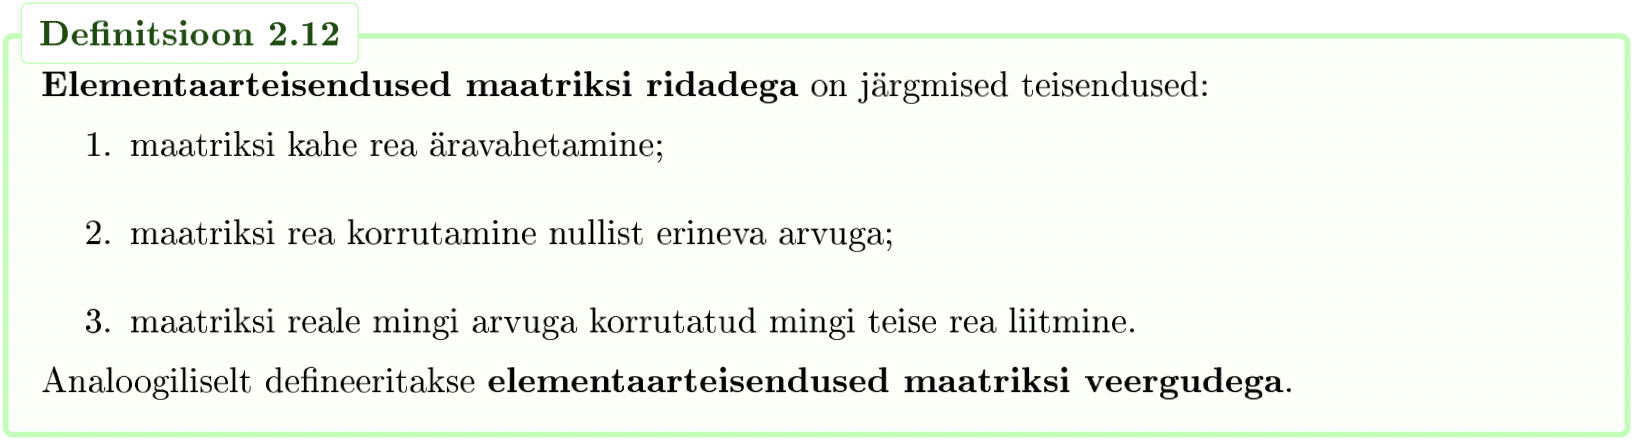 Definitsioon 2.12
Elementaarteisendused maatriksi ridadega on järgmised teisendused:
1. maatriksi kahe rea äravahetamine;
2. maatriksi rea korrutamine nullist erineva arvuga;
3. maatriksi reale mingi arvuga korrutatud mingi teise rea liitmine.
Analoogiliselt defineeritakse elementaarteisendused maatriksi veergudega.